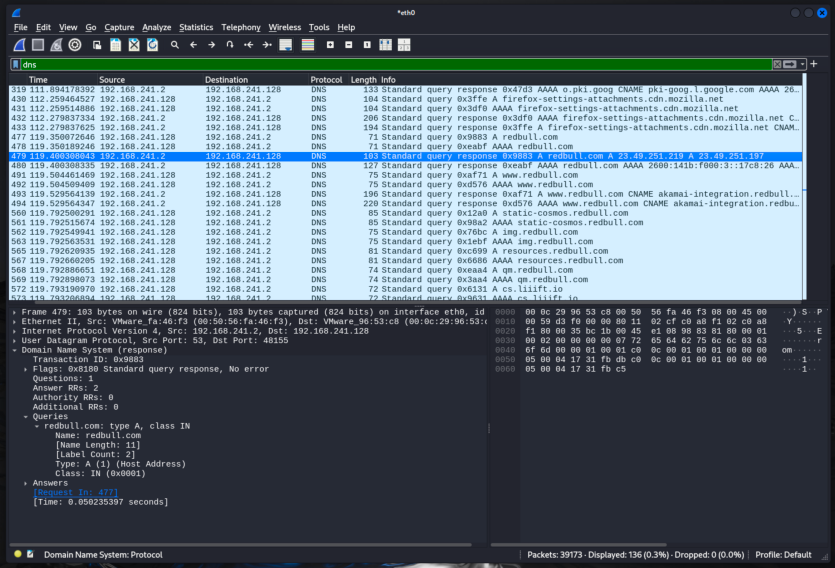 *eth0
File Edit View Go Capture Analyze Statistics Telephony Wireless Tools Help
dns
Time Source Destination Protocol Length Info
319 111.894178392 192.168.241.2 192.168.241.128 DNS 133 Standard query response 0x47d3 AAAA o.pki.goog CNAME pki-goog.l.google.com AAAA 26…
430 112.259464527 192.168.241.128 192.168.241.2 DNS 104 Standard query 0x3ffe A firefox-settings-attachments.cdn.mozilla.net
431 112.259514886 192.168.241.128 192.168.241.2 DNS 104 Standard query 0x3df0 AAAA firefox-settings-attachments.cdn.mozilla.net
432 112.279837334 192.168.241.2 192.168.241.128 DNS 206 Standard query response 0x3df0 AAAA firefox-settings-attachments.cdn.mozilla.net C…
433 112.279837625 192.168.241.2 192.168.241.128 DNS 194 Standard query response 0x3ffe A firefox-settings-attachments.cdn.mozilla.net CNAM…
477 119.350072646 192.168.241.128 192.168.241.2 DNS 71 Standard query 0x9883 A redbull.com
478 119.350189246 192.168.241.128 192.168.241.2 DNS 71 Standard query 0xeabf AAAA redbull.com
479 119.400308043 192.168.241.2 192.168.241.128 DNS 103 Standard query response 0x9883 A redbull.com A 23.49.251.219 A 23.49.251.197
480 119.400308335 192.168.241.2 192.168.241.128 DNS 127 Standard query response 0xeabf AAAA redbull.com AAAA 2600:141b:f000:3::17c8:26 AAA…
491 119.504461469 192.168.241.128 192.168.241.2 DNS 75 Standard query 0xaf71 A www.redbull.com
492 119.504509409 192.168.241.128 192.168.241.2 DNS 75 Standard query 0xd576 AAAA www.redbull.com
493 119.529564139 192.168.241.2 192.168.241.128 DNS 196 Standard query response 0xaf71 A www.redbull.com CNAME akamai-integration.redbull.…
494 119.529564347 192.168.241.2 192.168.241.128 DNS 220 Standard query response 0xd576 AAAA www.redbull.com CNAME akamai-integration.redbu…
560 119.792500291 192.168.241.128 192.168.241.2 DNS 85 Standard query 0x12a0 A static-cosmos.redbull.com
561 119.792515674 192.168.241.128 192.168.241.2 DNS 85 Standard query 0x98a2 AAAA static-cosmos.redbull.com
562 119.792549941 192.168.241.128 192.168.241.2 DNS 75 Standard query 0x76bc A img.redbull.com
563 119.792563531 192.168.241.128 192.168.241.2 DNS 75 Standard query 0x1ebf AAAA img.redbull.com
565 119.792620935 192.168.241.128 192.168.241.2 DNS 81 Standard query 0xc699 A resources.redbull.com
567 119.792660205 192.168.241.128 192.168.241.2 DNS 81 Standard query 0x6686 AAAA resources.redbull.com
568 119.792886651 192.168.241.128 192.168.241.2 DNS 74 Standard query 0xeaa4 A qm.redbull.com
569 119.792898073 192.168.241.128 192.168.241.2 DNS 74 Standard query 0x3aa4 AAAA qm.redbull.com
572 119.793190970 192.168.241.128 192.168.241.2 DNS 72 Standard query 0x6131 A cs.liiift.io
573 119.793206894 192.168.241.128 192.168.241.2 DNS 72 Standard query 0x9631 AAAA cs.liiift.io
Frame 479: 103 bytes on wire (824 bits), 103 bytes captured (824 bits) on interface eth0, id
Ethernet II, Src: VMware_fa:46:f3 (00:50:56:fa:46:f3), Dst: VMware_96:53:c8 (00:0c:29:96:53:c
Internet Protocol Version 4, Src: 192.168.241.2, Dst: 192.168.241.128
User Datagram Protocol, Src Port: 53, Dst Port: 48155
Domain Name System (response)
Transaction ID: 0x9883
Flags: 0x8180 Standard query response, No error
Questions: 1
Answer RRs: 2
Authority RRs: 0
Additional RRs: 0
Queries
redbull.com: type A, class IN
Name: redbull.com
[Name Length: 11]
[Label Count: 2]
Type: A (1) (Host Address)
Class: IN (0x0001)
Answers
[Request In: 477]
[Time: 0.050235397 seconds]
0000 00 0c 29 96 53 c8 00 50 56 fa 46 f3 08 00 45 00 ··)·S··P
0010 00 59 d3 f0 00 00 80 11 02 cf c0 a8 f1 02 c0 a8 ·Y······
0020 f1 80 00 35 bc 1b 00 45 e1 08 98 83 81 80 00 01 ···5···E
0030 00 02 00 00 00 00 07 72 65 64 62 75 6c 6c 03 63 ·······r
0040 6f 6d 00 00 01 00 01 c0 0c 00 01 00 01 00 00 00 om······
0050 05 00 04 17 31 fb db c0 0c 00 01 00 01 00 00 00 ····1···
0060 05 00 04 17 31 fb c5 ····1··
Domain Name System: Protocol
Packets: 39173 · Displayed: 136 (0.3%) · Dropped: 0 (0.0%)
Profile: Default